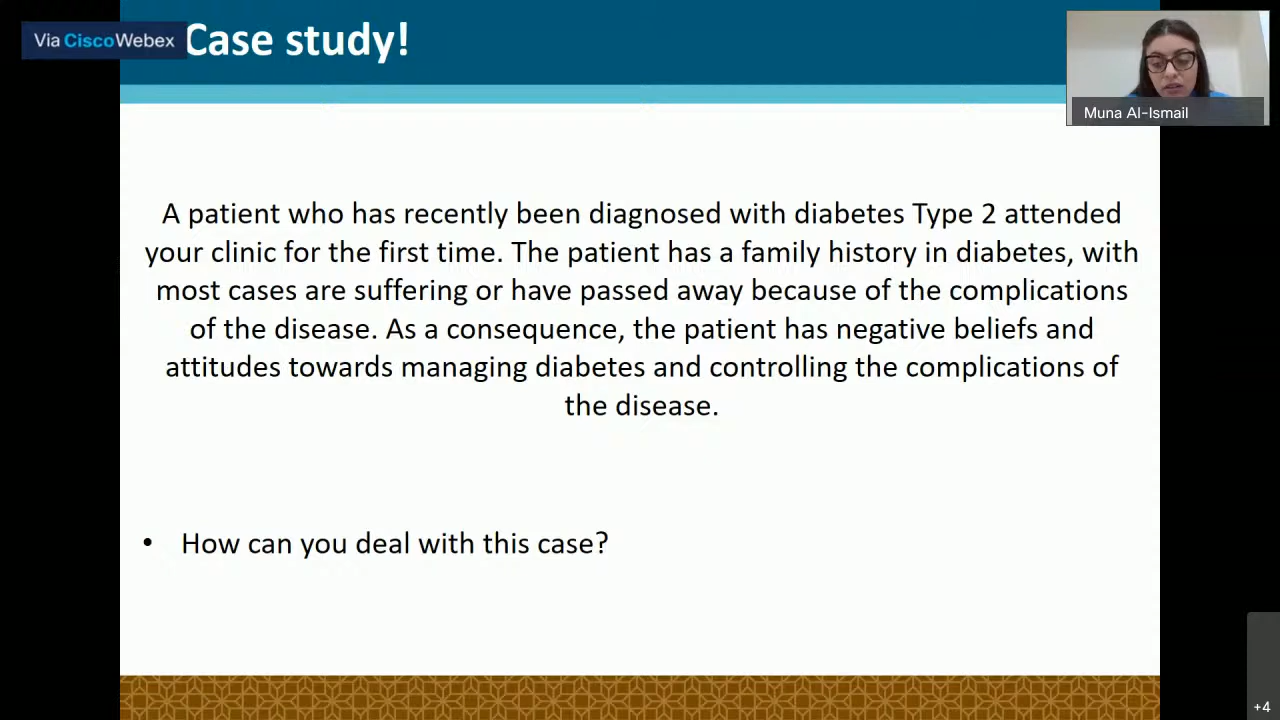 Via CiscoWebex
Case study!
Muna Al-Ismail
A patient who has recently been diagnosed with diabetes Type 2 attended
your clinic for the first time. The patient has a family history in diabetes, with
most cases are suffering or have passed away because of the complications
of the disease. As a consequence, the patient has negative beliefs and
attitudes towards managing diabetes and controlling the complications of
the disease.
• How can you deal with this case?
+4